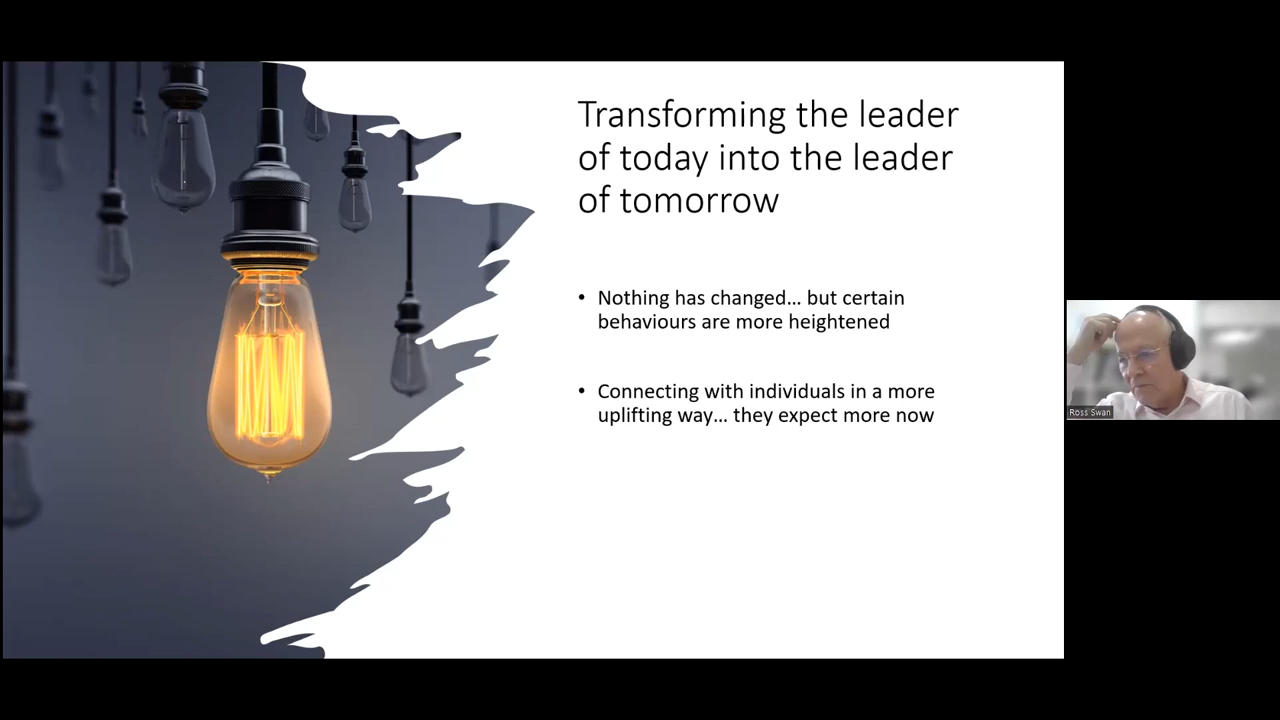 Transforming the leader
of today into the leader
of tomorrow
• Nothing has changed... but certain
behaviours are more heightened
• Connecting with individuals in a more
uplifting way... they expect more now
Ross Swan